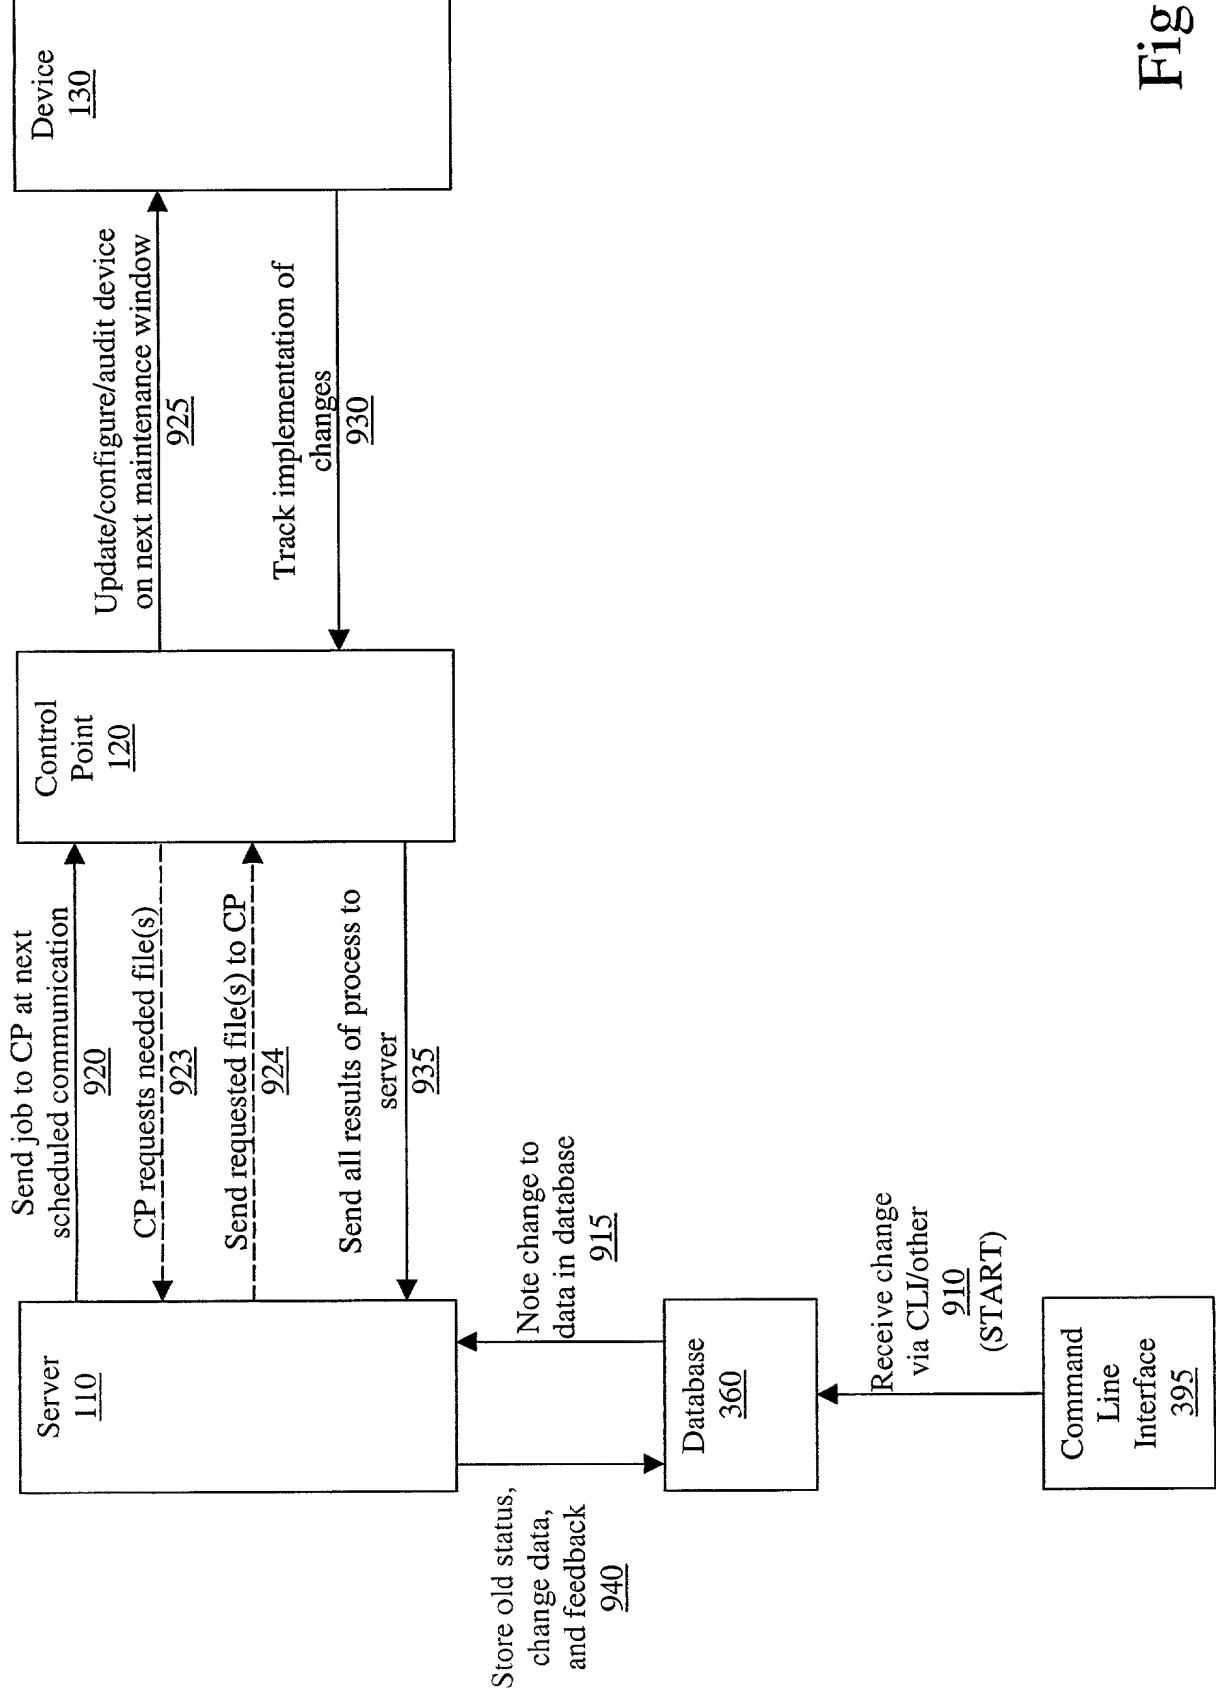 Send job to CP at next
scheduled communication
920
CP requests needed file(s)
923
Send requested file(s) to CP
924
Send all results of process to
server
935
Server
110
Control
Point
120
Update/configure/audit device
on next maintenance window
925
Track implementation of
changes
930
Device
130
Store old status,
change data,
and feedback
940
Note change to
data in database
915
Database
360
Receive change
via CLI/other
910
(START)
Command
Line
Interface
395
Fig